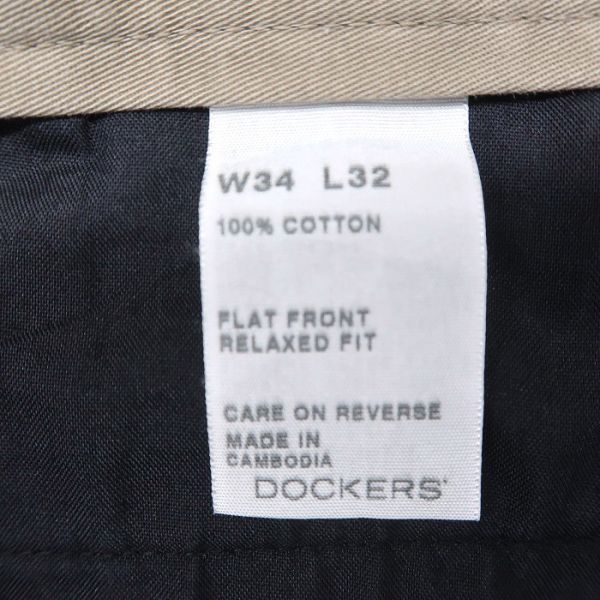 W34 L32
100% COTTON
FLAT FRONT
RELAXED FIT
CARE ON REVERSE
MADE IN
CAMBODIA
DOCKERS